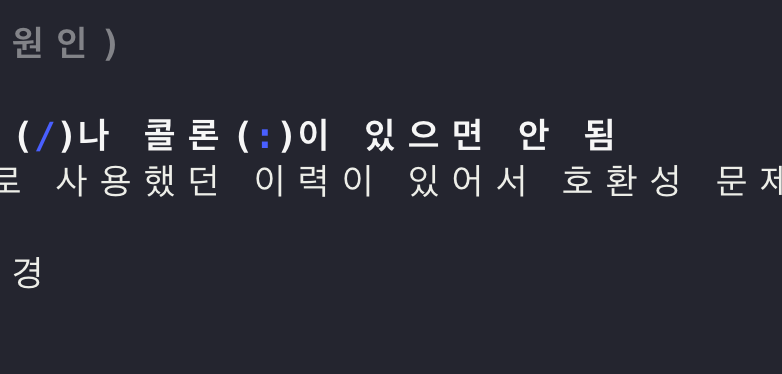 원인)
(/)나 콜론(:)이 있으면 안 됨
로 사용했던 이력이 있어서 호환성 문제
경